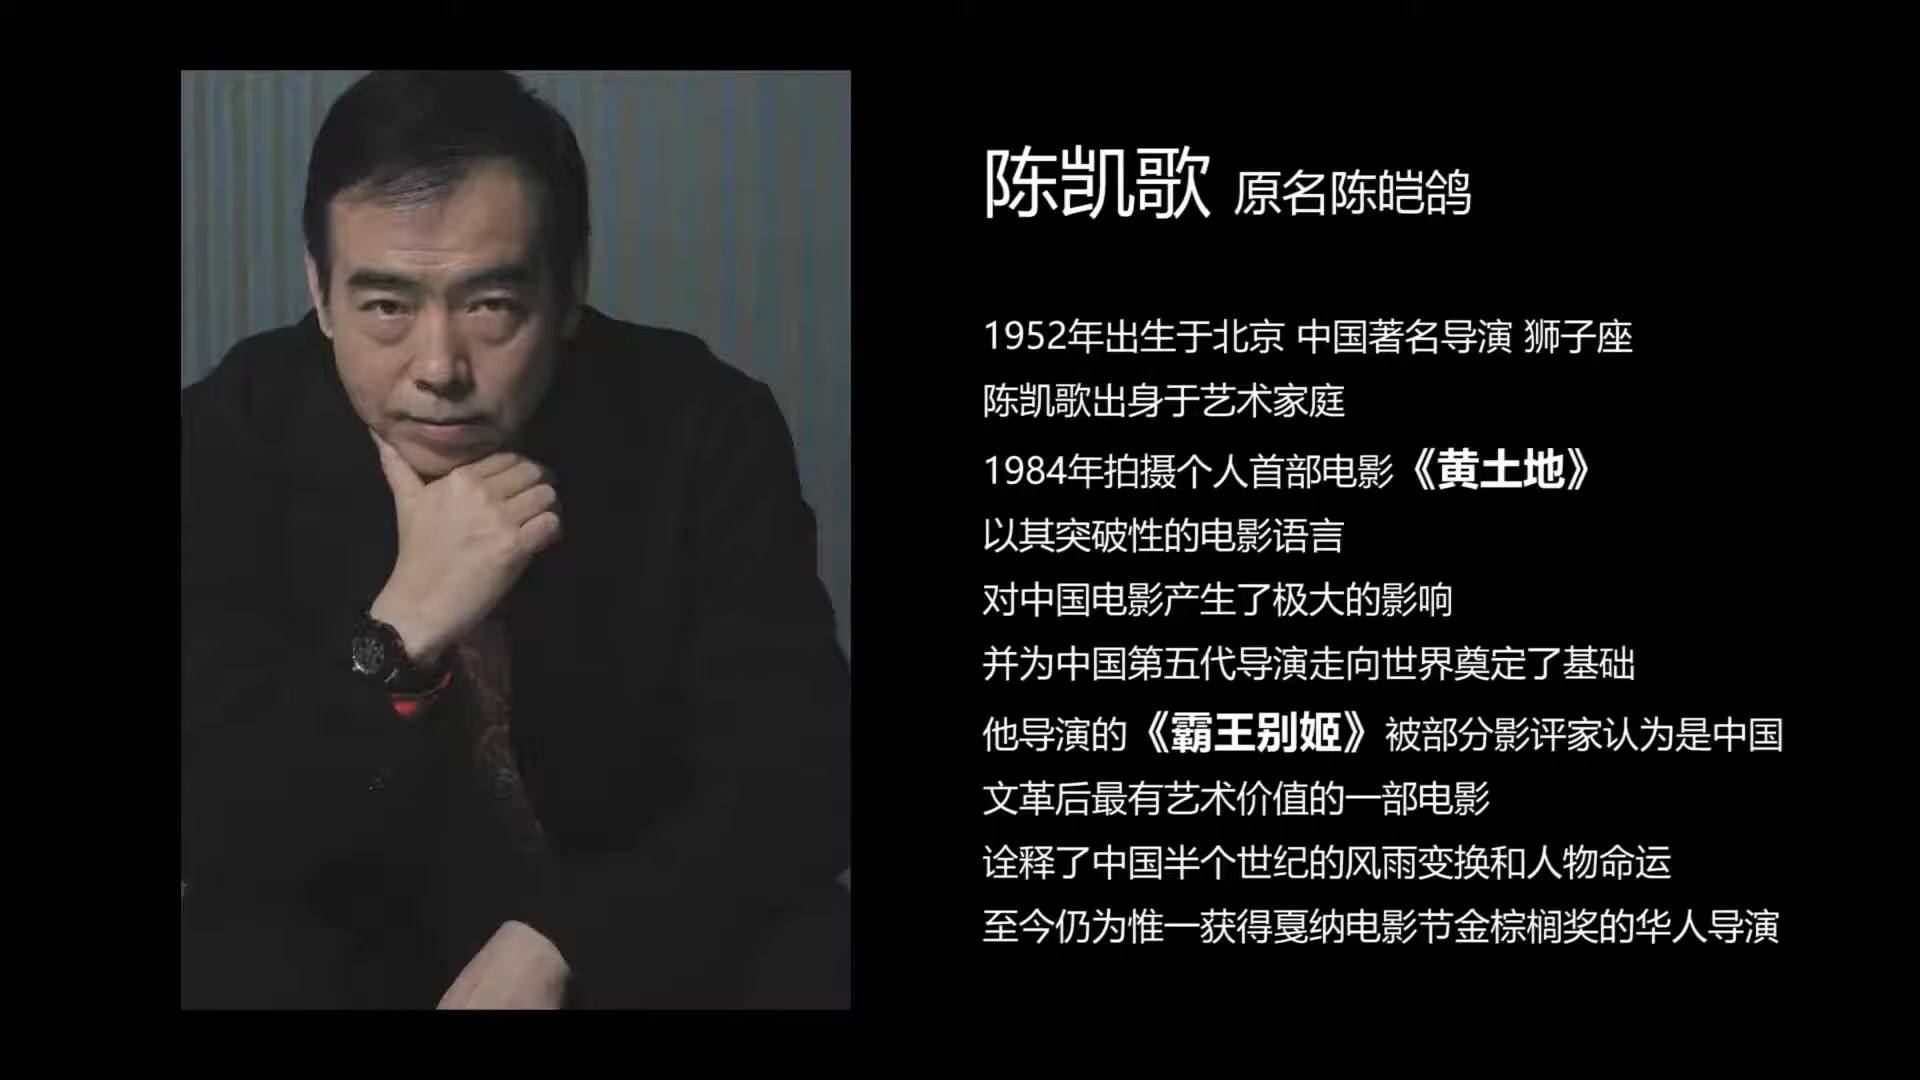 陈凯歌 原名陈皑鸽
1952年出生于北京 中国著名导演 狮子座
陈凯歌出身于艺术家庭
1984年拍摄个人首部电影《黄土地》
以其突破性的电影语言
对中国电影产生了极大的影响
并为中国第五代导演走向世界奠定了基础
他导演的《霸王别姬》被部分影评家认为是中国
文革后最有艺术价值的一部电影
诠释了中国半个世纪的风雨变换和人物命运
至今仍为惟一获得戛纳电影节金棕榈奖的华人导演